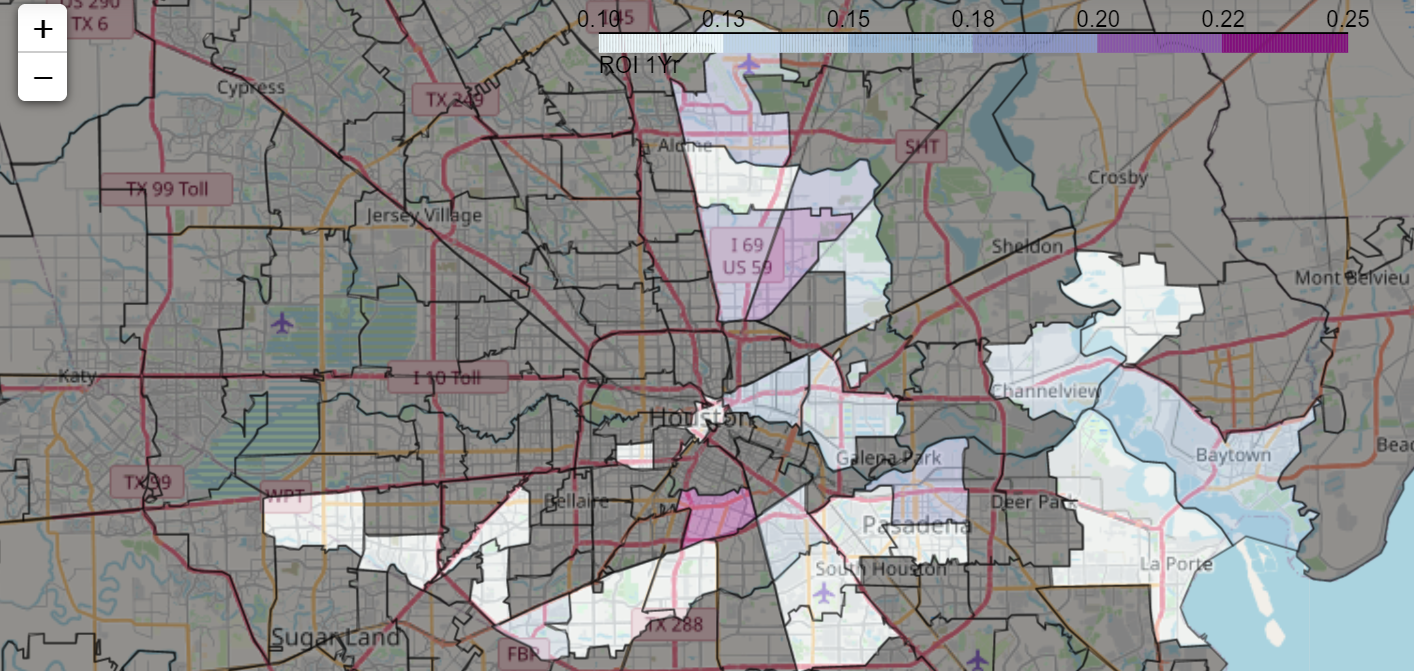 US 290
TX 6
I 45
0.10 0.13 0.15 0.18 0.20 0.22 0.25
ROI 1Yr
+
−
Cypress
TX 249
Aldine
SHT
TX 99 Toll
Crosby
Jersey Village
I 69
US 59
Sheldon
Mont Belvieu
Katy
I 10 Toll
Channelview
Houston
Galena Park
Baytown
Beac
TX 99
WPT
Bellaire
Deer Park
Pasadena
South Houston
La Porte
Sugar Land
TX 288
FBP